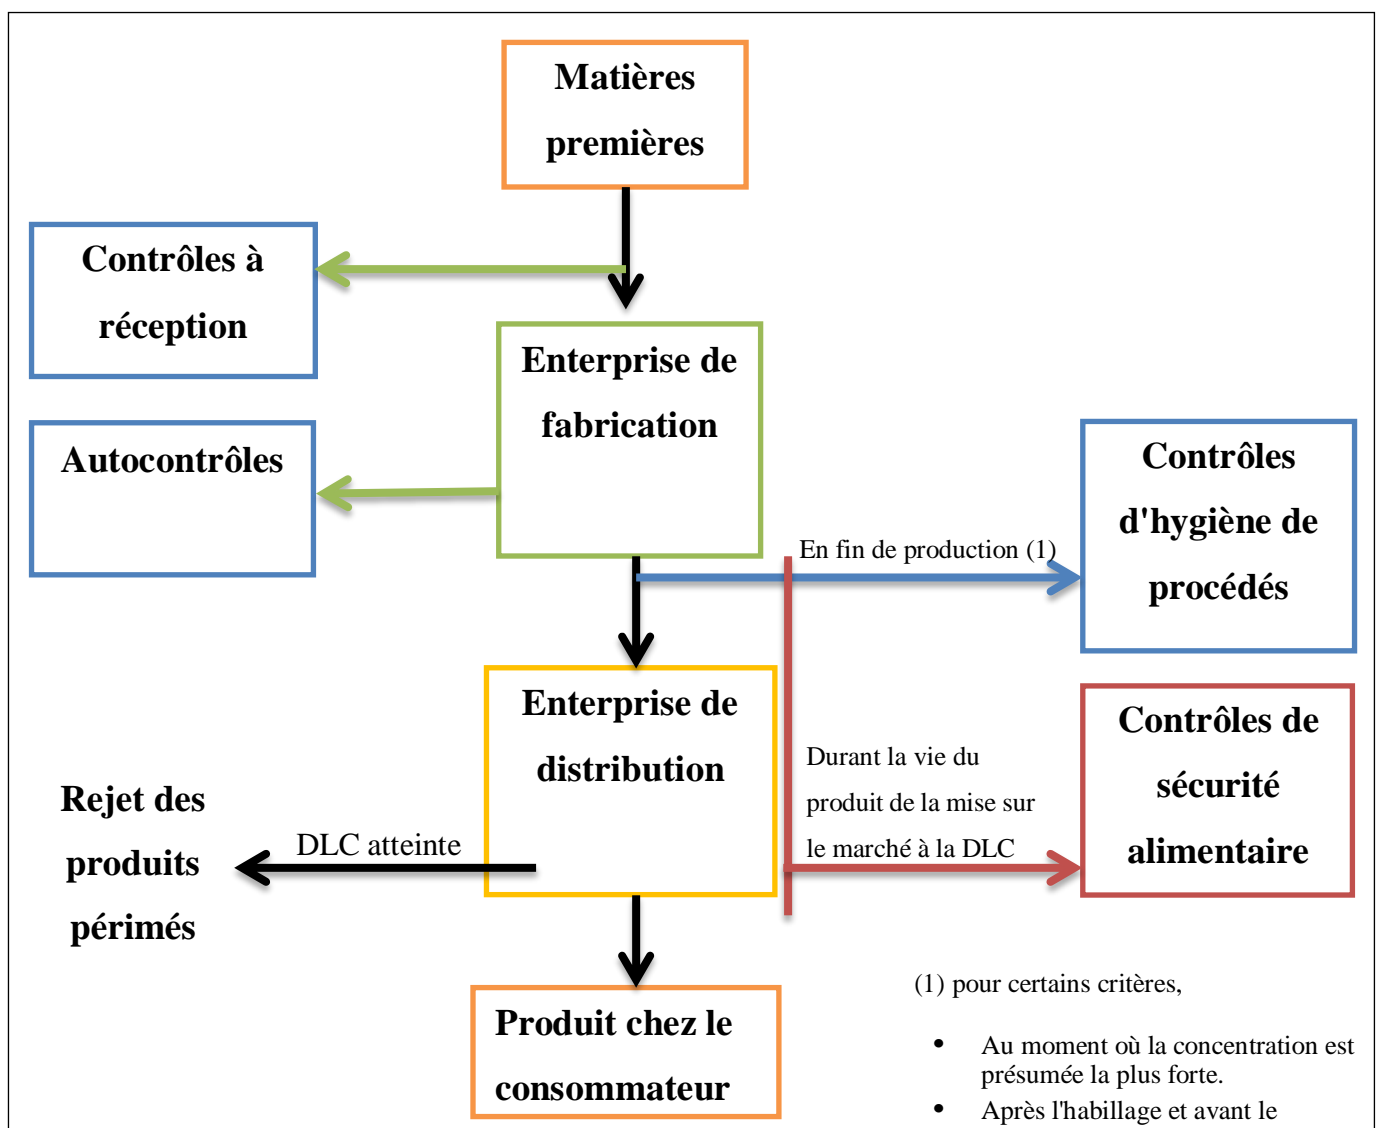 Matières
premières
Contrôles à
réception
Enterprise de
fabrication
Autocontrôles
Contrôles
d'hygiène de
procédés
En fin de production (1)
Enterprise de
distribution
Durant la vie du
produit de la mise sur
le marché à la DLC
Contrôles de
sécurité
alimentaire
Rejet des
produits
périmés
DLC atteinte
Produit chez le
consommateur
(1) pour certains critères,
• Au moment où la concentration est
présumée la plus forte.
• Après l'habillage et avant le